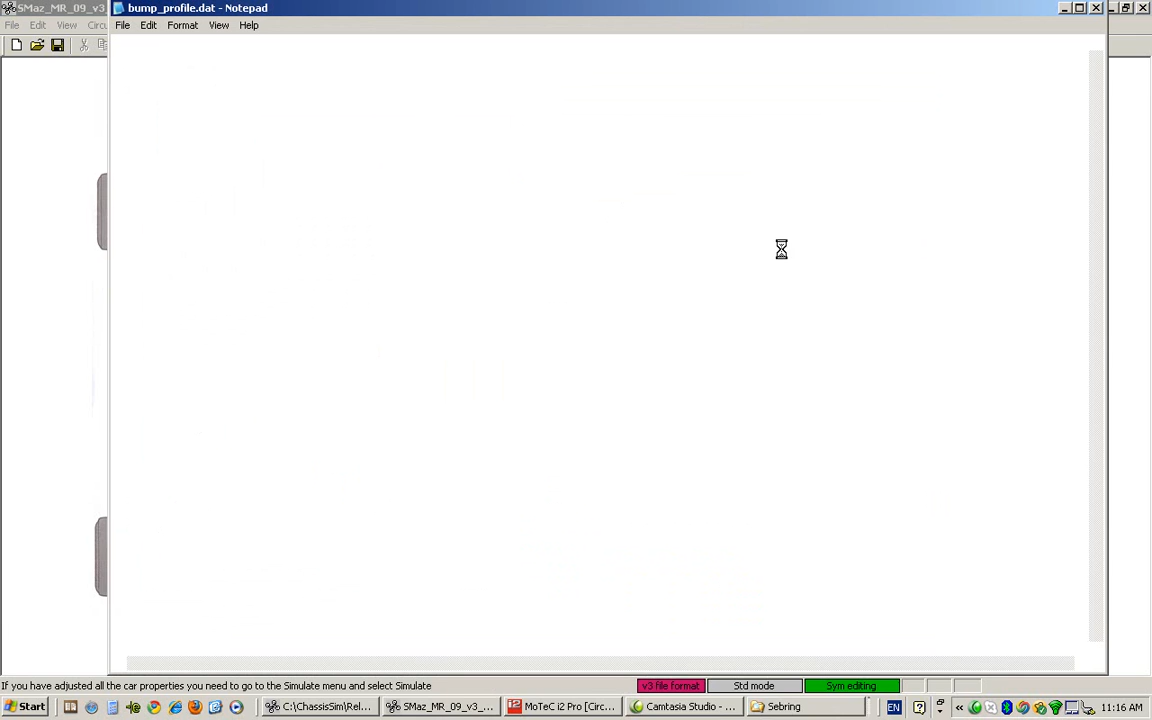 SMaz_MR_09_v3
bump_profile.dat - Notepad
File Edit View Circu
File Edit Format View Help
If you have adjusted all the car properties you need to go to the Simulate menu and select Simulate
v3 file format
Std mode
Sym editing
Start
C:\ChassisSim\Rel...
SMaz_MR_09_v3_...
MoTeC i2 Pro [Circ...
Camtasia Studio - ...
Sebring
EN
11:16 AM